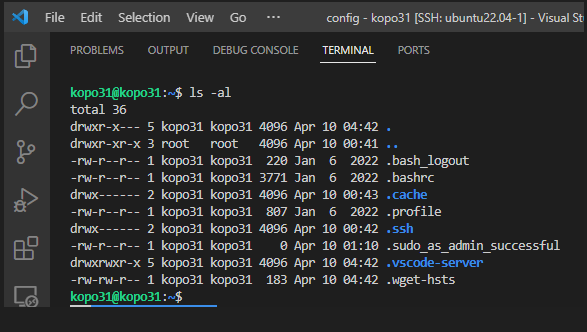 File Edit Selection View Go ··· config - kopo31 [SSH: ubuntu22.04-1] - Visual Stu
PROBLEMS OUTPUT DEBUG CONSOLE TERMINAL PORTS
kopo31@kopo31:~$ ls -al
total 36
drwxr-x--- 5 kopo31 kopo31 4096 Apr 10 04:42 .
drwxr-xr-x 3 root   root   4096 Apr 10 00:41 ..
-rw-r--r-- 1 kopo31 kopo31  220 Jan  6  2022 .bash_logout
-rw-r--r-- 1 kopo31 kopo31 3771 Jan  6  2022 .bashrc
drwx------ 2 kopo31 kopo31 4096 Apr 10 00:43 .cache
-rw-r--r-- 1 kopo31 kopo31  807 Jan  6  2022 .profile
drwx------ 2 kopo31 kopo31 4096 Apr 10 00:42 .ssh
-rw-r--r-- 1 kopo31 kopo31    0 Apr 10 01:10 .sudo_as_admin_successful
drwxrwxr-x 5 kopo31 kopo31 4096 Apr 10 04:42 .vscode-server
-rw-rw-r-- 1 kopo31 kopo31  183 Apr 10 04:42 .wget-hsts
kopo31@kopo31:~$